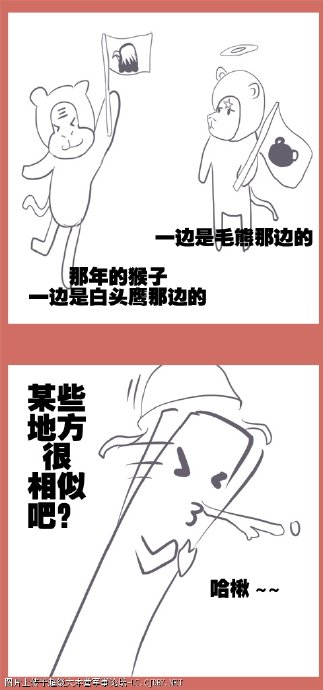 一边是毛熊那边的
那年的猴子
一边是白头鹰那边的
某些
地方
很
相似
吧?
哈楸 ~~